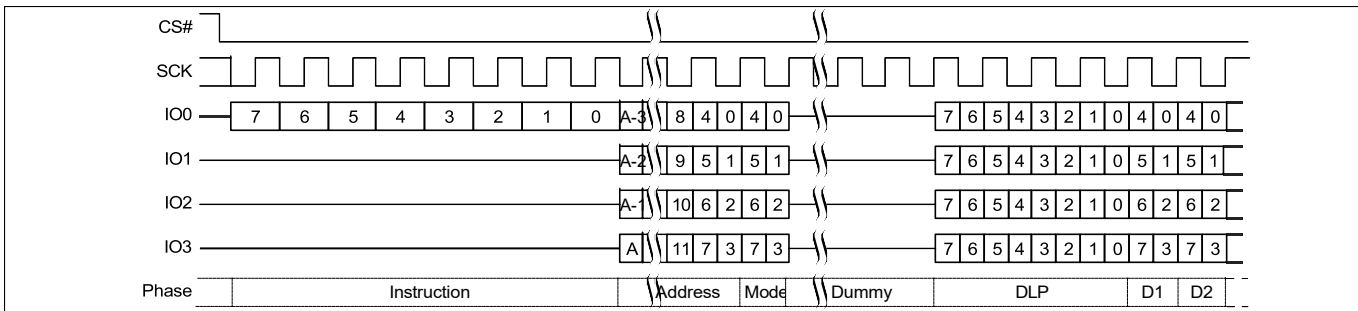 CS#
SCK
IO0 7 6 5 4 3 2 1 0 A-3 8 4 0 4 0 7 6 5 4 3 2 1 0 4 0 4 0
IO1 A-2 9 5 1 5 1 7 6 5 4 3 2 1 0 5 1 5 1
IO2 A-1 10 6 2 6 2 7 6 5 4 3 2 1 0 6 2 6 2
IO3 A 11 7 3 7 3 7 6 5 4 3 2 1 0 7 3 7 3
Phase Instruction Address Mode Dummy DLP D1 D2